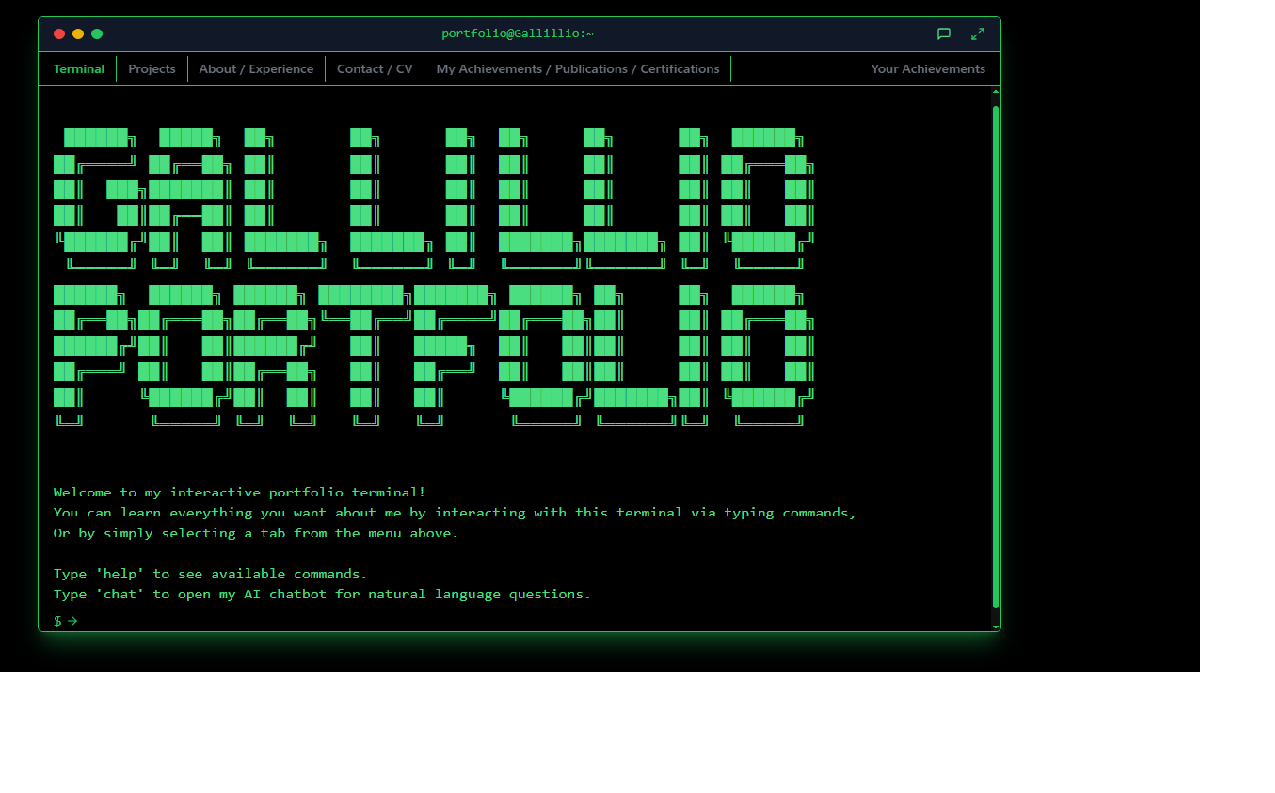 portfolio@Gallillio:~
Terminal Projects About / Experience Contact / CV My Achievements / Publications / Certifications Your Achievements
GALLILLIO
PORTFOLIO
Welcome to my interactive portfolio terminal!
You can learn everything you want about me by interacting with this terminal via typing commands,
Or by simply selecting a tab from the menu above.
Type 'help' to see available commands.
Type 'chat' to open my AI chatbot for natural language questions.
$ →